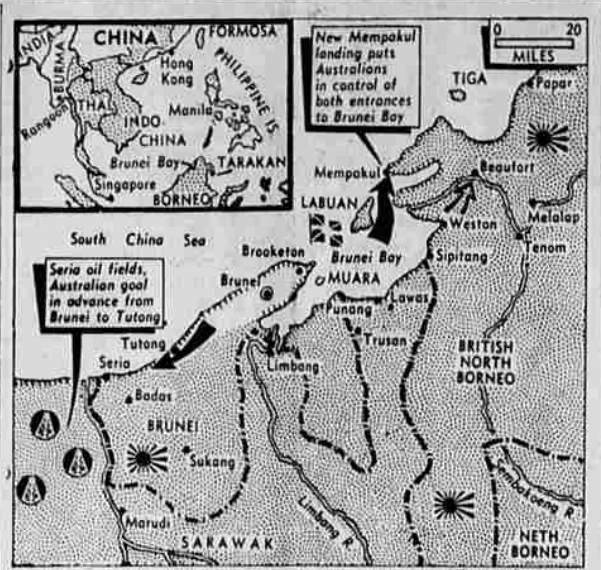 INDIA
CHINA
FORMOSA
BURMA
Hong
Kong
PHILIPPINE IS
Rangoon
THAI
Manila
INDO-
CHINA
Brunei Bay
TARAKAN
Singapore
BORNEO
New Mempakul
landing puts
Australians
in control of
both entrances
to Brunei Bay
0 20
MILES
TIGA
Papar
Mempakul
Beaufort
LABUAN
Weston
Melalap
Tenom
South China Sea
Brooketon
Brunei Bay
Sipitang
MUARA
Brunei
Seria oil fields,
Australian goal
in advance from
Brunei to Tutong
Punang
Lawas
Tutong
Trusan
Seria
Limbang
BRITISH
NORTH
BORNEO
Badas
BRUNEI
Sukang
Limbang R.
Sembakoeng R.
Marudi
SARAWAK
NETH
BORNEO